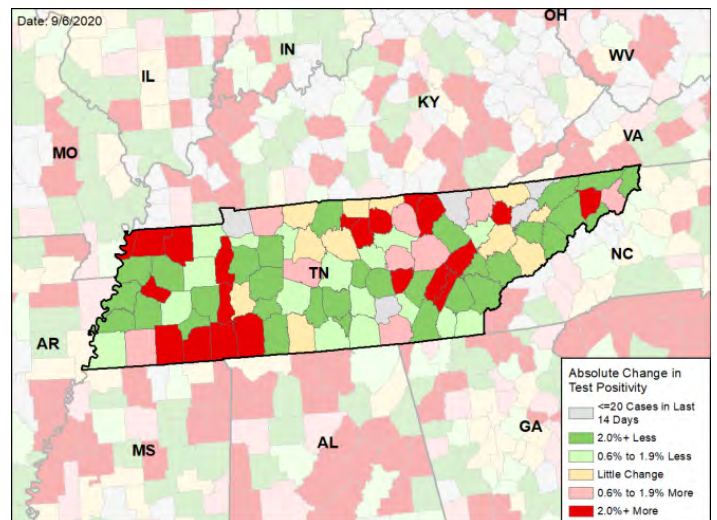 Date: 9/6/2020
OH
IN
WV
IL
KY
MO
VA
TN
NC
AR
MS
AL
GA
Absolute Change in
Test Positivity
<=20 Cases in Last
14 Days
2.0%+ Less
0.6% to 1.9% Less
Little Change
0.6% to 1.9% More
2.0%+ More